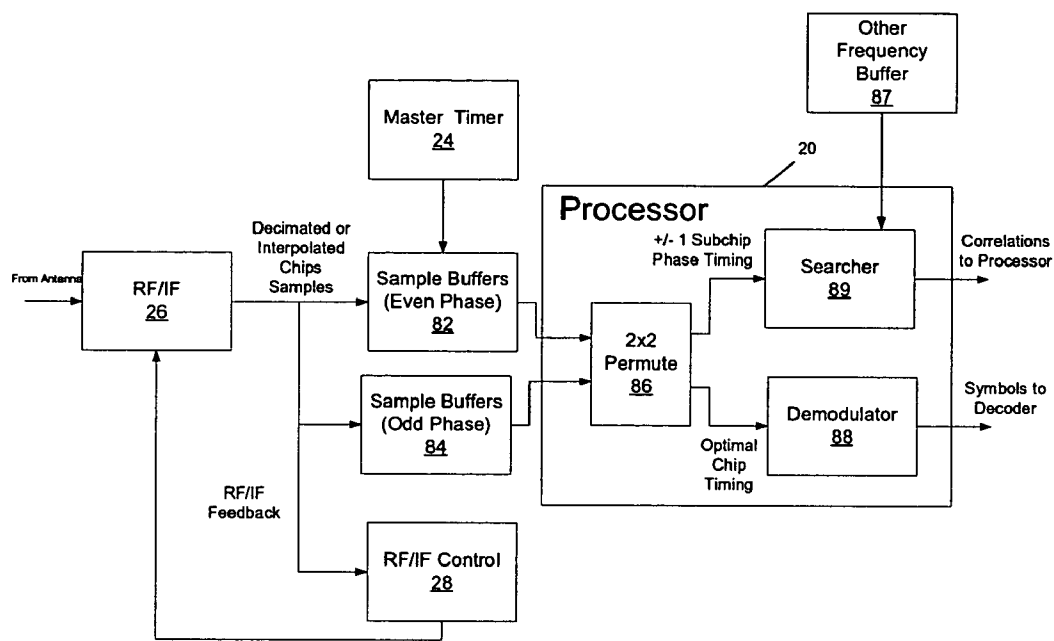 Other
Frequency
Buffer
87
Master Timer
24
20
Processor
Decimated or
Interpolated
Chips
Samples
+/- 1 Subchip
Phase Timing
Searcher
89
Correlations
to Processor
From Antenna
RF/IF
26
Sample Buffers
(Even Phase)
82
2x2
Permute
86
Sample Buffers
(Odd Phase)
84
Demodulator
88
Symbols to
Decoder
Optimal
Chip
Timing
RF/IF
Feedback
RF/IF Control
28